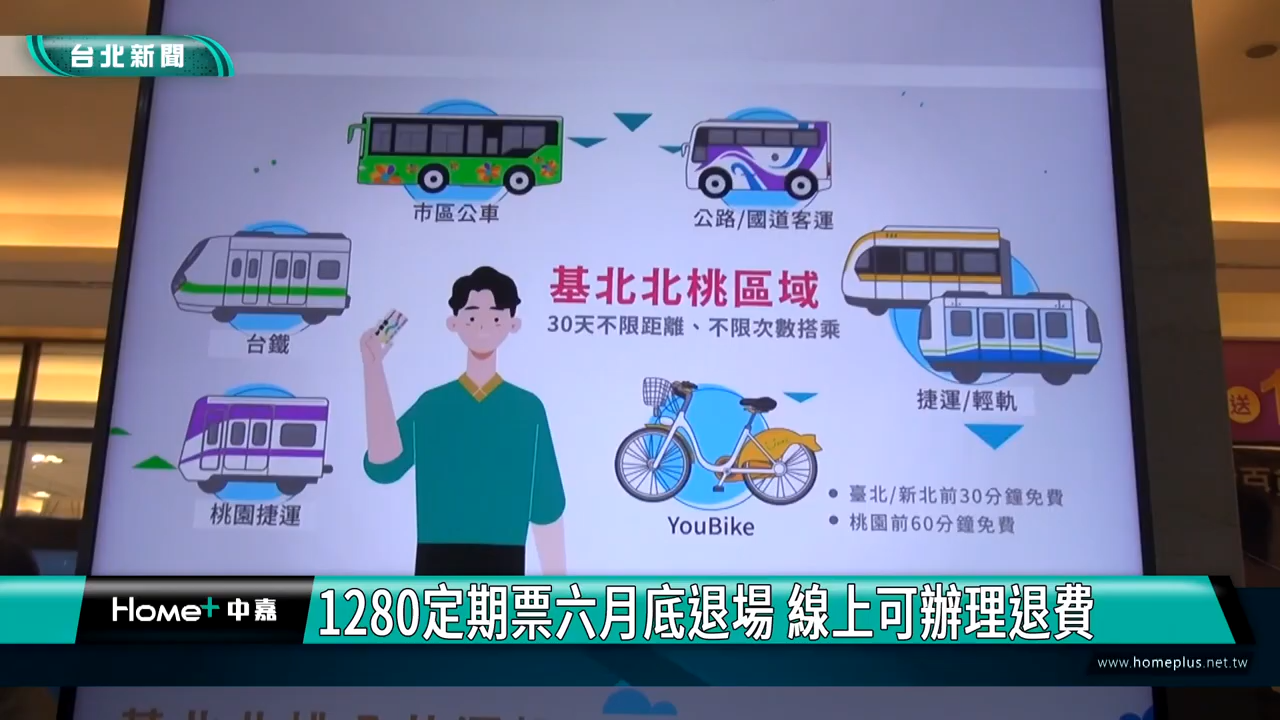 台北新聞
市區公車
公路/國道客運
台鐵
基北北桃區域
30天不限距離、不限次數搭乘
捷運/輕軌
桃園捷運
YouBike
臺北/新北前30分鐘免費
桃園前60分鐘免費
送
Home+中嘉
1280定期票六月底退場 線上可辦理退費
www.homeplus.net.tw